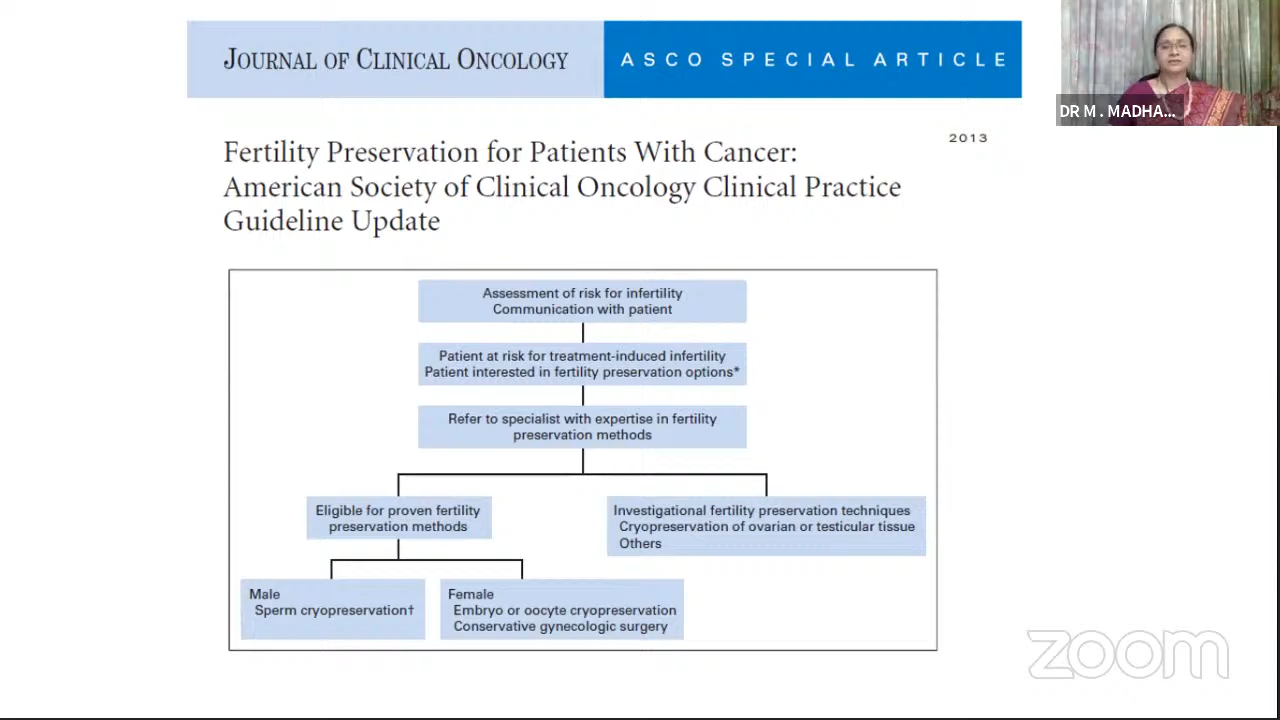 JOURNAL OF CLINICAL ONCOLOGY
ASCO SPECIAL ARTICLE
DR M . MADHA...
2013
Fertility Preservation for Patients With Cancer:
American Society of Clinical Oncology Clinical Practice
Guideline Update
Assessment of risk for infertility
Communication with patient
Patient at risk for treatment-induced infertility
Patient interested in fertility preservation options*
Refer to specialist with expertise in fertility
preservation methods
Eligible for proven fertility
preservation methods
Investigational fertility preservation techniques
Cryopreservation of ovarian or testicular tissue
Others
Male
Sperm cryopreservation†
Female
Embryo or oocyte cryopreservation
Conservative gynecologic surgery
zoom